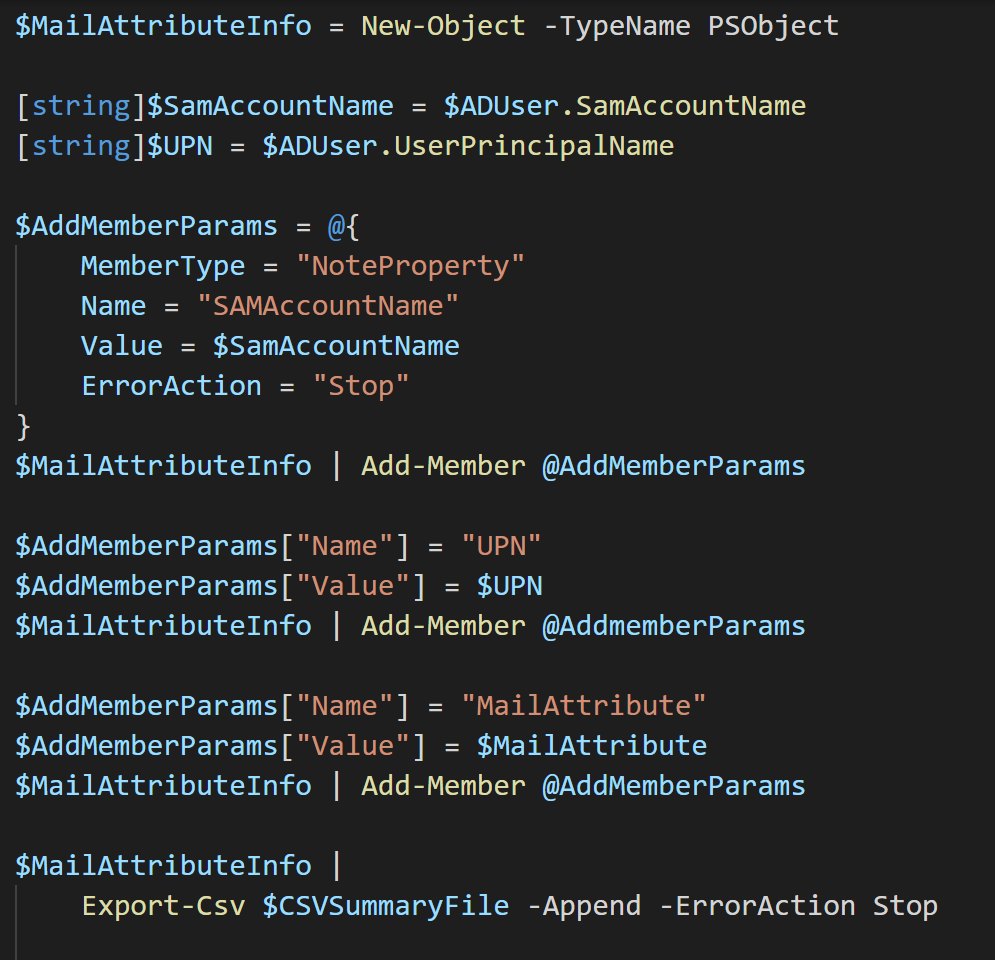 $MailAttributeInfo = New-Object -TypeName PSObject
[string]$SamAccountName = $ADUser.SamAccountName
[string]$UPN = $ADUser.UserPrincipalName
$AddMemberParams = @{
    MemberType = "NoteProperty"
    Name = "SAMAccountName"
    Value = $SamAccountName
    ErrorAction = "Stop"
}
$MailAttributeInfo | Add-Member @AddMemberParams
$AddMemberParams["Name"] = "UPN"
$AddMemberParams["Value"] = $UPN
$MailAttributeInfo | Add-Member @AddmemberParams
$AddMemberParams["Name"] = "MailAttribute"
$AddMemberParams["Value"] = $MailAttribute
$MailAttributeInfo | Add-Member @AddMemberParams
$MailAttributeInfo |
    Export-Csv $CSVSummaryFile -Append -ErrorAction Stop